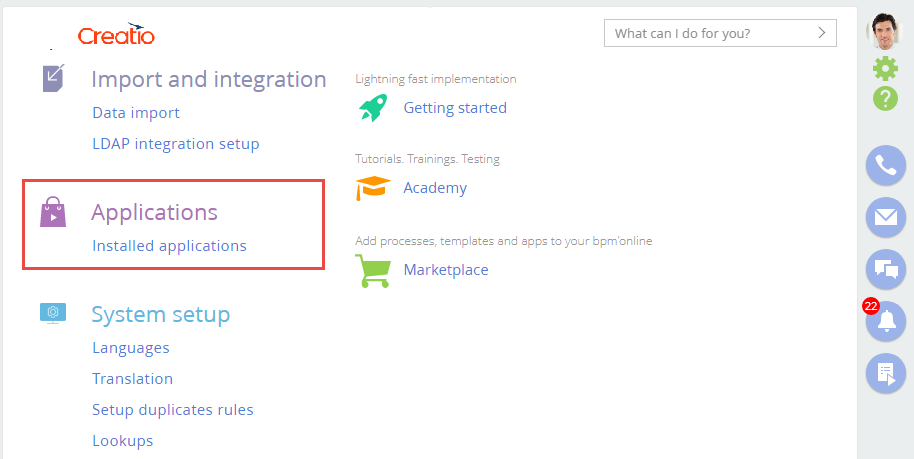 Creatio
What can I do for you?
Import and integration
Data import
LDAP integration setup
Applications
Installed applications
System setup
Languages
Translation
Setup duplicates rules
Lookups
Lightning fast implementation
Getting started
Tutorials. Trainings. Testing
Academy
Add processes, templates and apps to your bpm'online
Marketplace
?
22